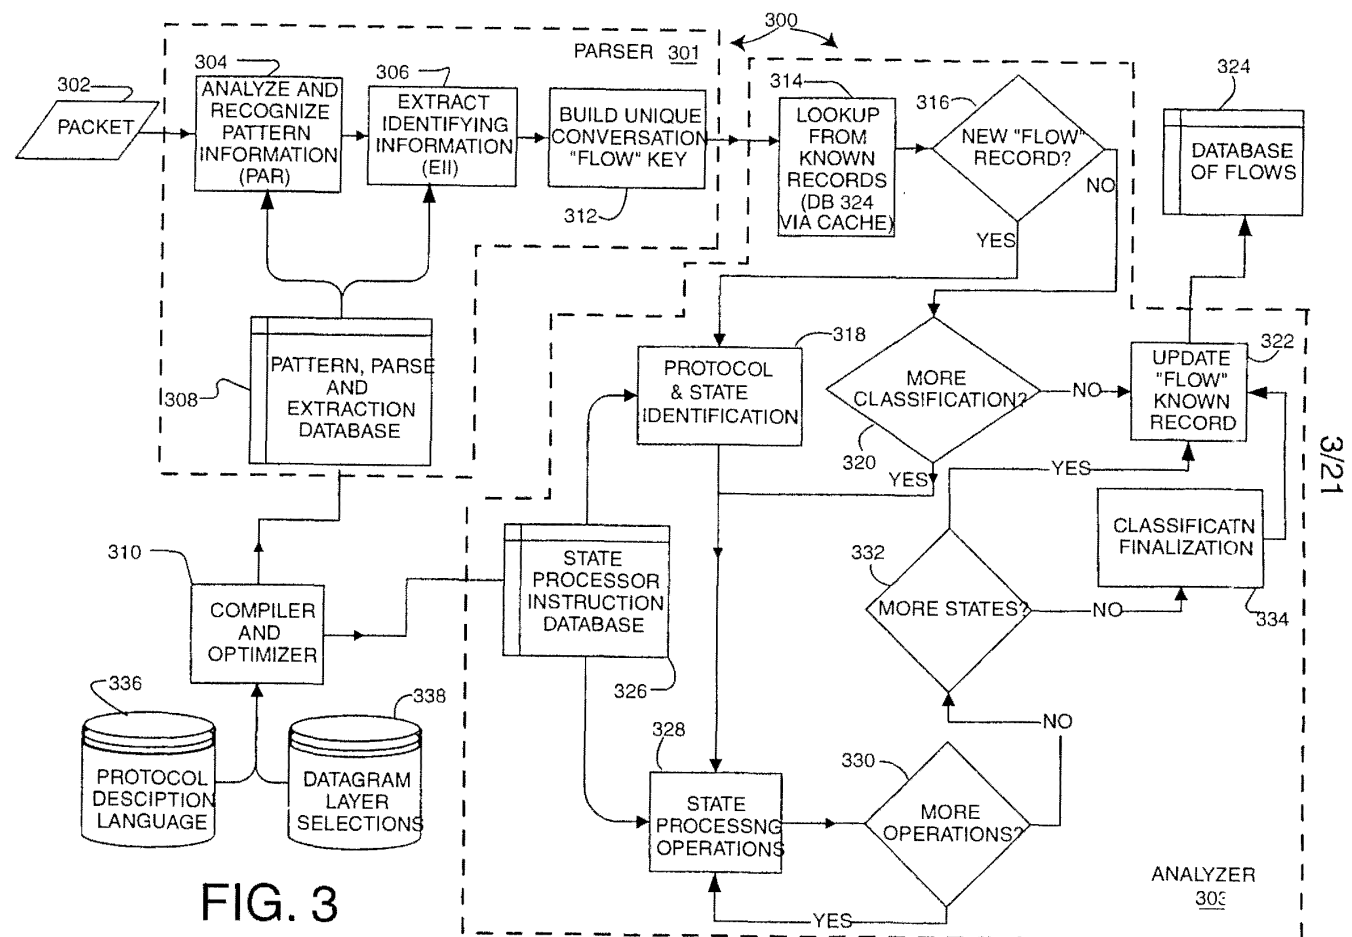 300
PARSER 301
302
PACKET
304
ANALYZE AND
RECOGNIZE
PATTERN
INFORMATION
(PAR)
306
EXTRACT
IDENTIFYING
INFORMATION
(EII)
BUILD UNIQUE
CONVERSATION
"FLOW" KEY
312
314
LOOKUP
FROM
KNOWN
RECORDS
(DB 324
VIA CACHE)
316
NEW "FLOW"
RECORD?
NO
YES
324
DATABASE
OF FLOWS
308
PATTERN, PARSE
AND
EXTRACTION
DATABASE
318
PROTOCOL
& STATE
IDENTIFICATION
MORE
CLASSIFICATION?
320
NO
YES
322
UPDATE
"FLOW"
KNOWN
RECORD
YES
3/21
310
COMPILER
AND
OPTIMIZER
STATE
PROCESSOR
INSTRUCTION
DATABASE
326
332
MORE STATES?
NO
CLASSIFICATN
FINALIZATION
334
336
PROTOCOL
DESCIPTION
LANGUAGE
338
DATAGRAM
LAYER
SELECTIONS
328
STATE
PROCESSNG
OPERATIONS
330
MORE
OPERATIONS?
NO
YES
ANALYZER
303
FIG. 3